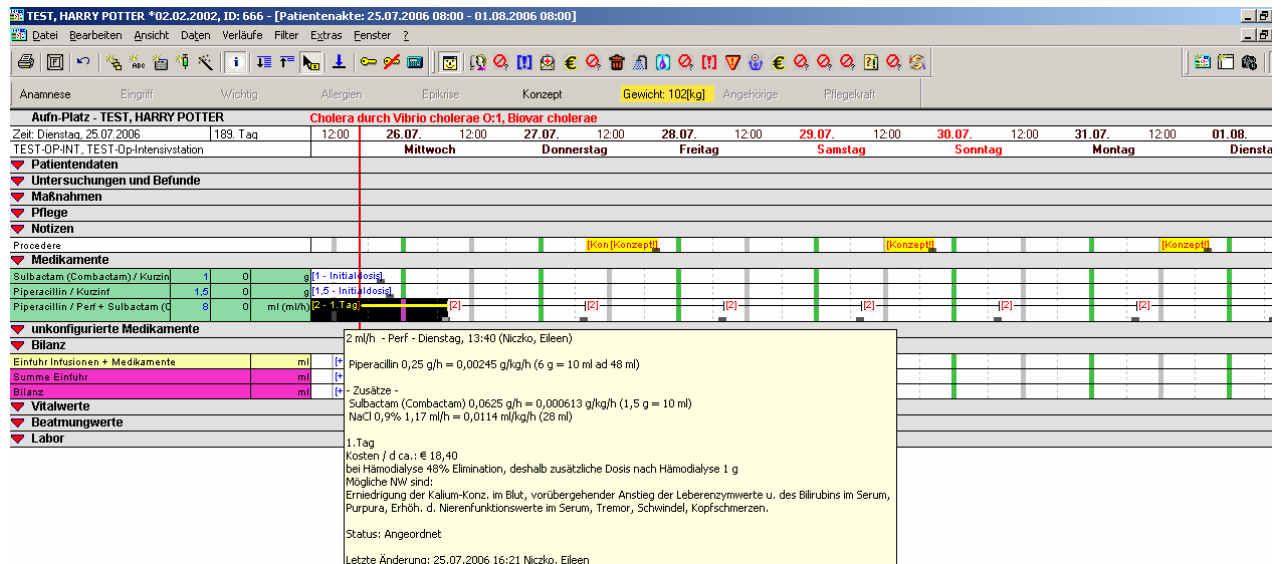 TEST, HARRY POTTER *02.02.2002, ID: 666 - [Patientenakte: 25.07.2006 08:00 - 01.08.2006 08:00]
Datei Bearbeiten Ansicht Daten Verläufe Filter Extras Fenster ?
Anamnese Eingriff Wichtig Allergien Epikrise Konzept Gewicht: 102[kg] Angehörige Pflegekraft
Aufn-Platz - TEST, HARRY POTTER Cholera durch Vibrio cholerae O:1, Biovar cholerae
Zeit: Dienstag, 25.07.2006 189. Tag 12:00 26.07. 12:00 27.07. 12:00 28.07. 12:00 29.07. 12:00 30.07. 12:00 31.07. 12:00 01.08.
TEST-OP-INT, TEST-Op-Intensivstation Mittwoch Donnerstag Freitag Samstag Sonntag Montag Diensta
Patientendaten
Untersuchungen und Befunde
Maßnahmen
Pflege
Notizen
Procedere [Kon [Konzept!] [Konzept!] [Konzept!]
Medikamente
Sulbactam (Combactam) / Kurzin 1 0 g [1 - Initialdosis]
Piperacillin / Kurzinf 1,5 0 g [1,5 - Initialdosis]
Piperacillin / Perf + Sulbactam (C 8 0 ml (ml/h) [2 - 1.Tag] [2] [2] [2] [2] [2] [2]
unkonfigurierte Medikamente
Bilanz
Einfuhr Infusionen + Medikamente ml [+
Summe Einfuhr ml [+
Bilanz ml [+
Vitalwerte
Beatmungwerte
Labor
2 ml/h - Perf - Dienstag, 13:40 (Niczko, Eileen)
Piperacillin 0,25 g/h = 0,00245 g/kg/h (6 g = 10 ml ad 48 ml)
- Zusätze -
Sulbactam (Combactam) 0,0625 g/h = 0,000613 g/kg/h (1,5 g = 10 ml)
NaCl 0,9% 1,17 ml/h = 0,0114 ml/kg/h (28 ml)
1.Tag
Kosten / d ca.: € 18,40
bei Hämodialyse 48% Elimination, deshalb zusätzliche Dosis nach Hämodialyse 1 g
Mögliche NW sind:
Erniedrigung der Kalium-Konz. im Blut, vorübergehender Anstieg der Leberenzymwerte u. des Bilirubins im Serum,
Purpura, Erhöh. d. Nierenfunktionswerte im Serum, Tremor, Schwindel, Kopfschmerzen.
Status: Angeordnet
Letzte Änderung: 25.07.2006 16:21 Niczko, Eileen